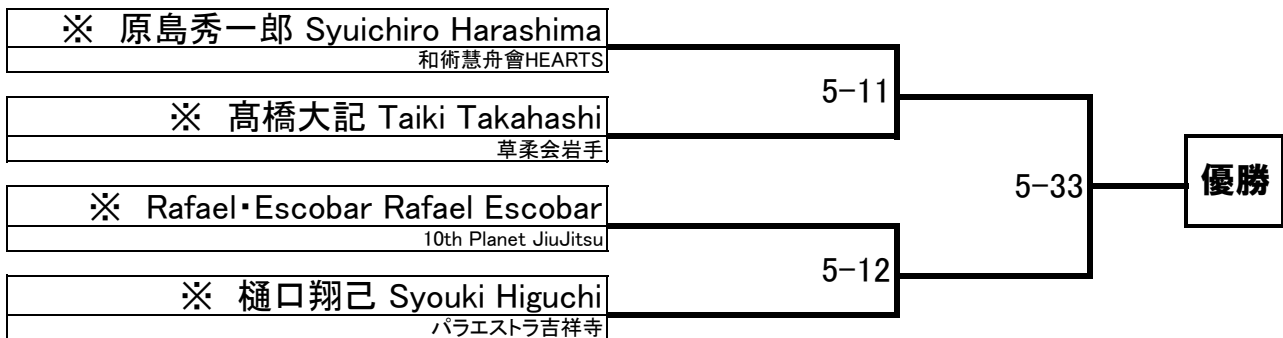 ※ 原島秀一郎 Syuichiro Harashima
和術慧舟會HEARTS
5-11
※ 髙橋大記 Taiki Takahashi
草柔会岩手
5-33
優勝
※ Rafael・Escobar Rafael Escobar
10th Planet JiuJitsu
5-12
※ 樋口翔己 Syouki Higuchi
パラエストラ吉祥寺